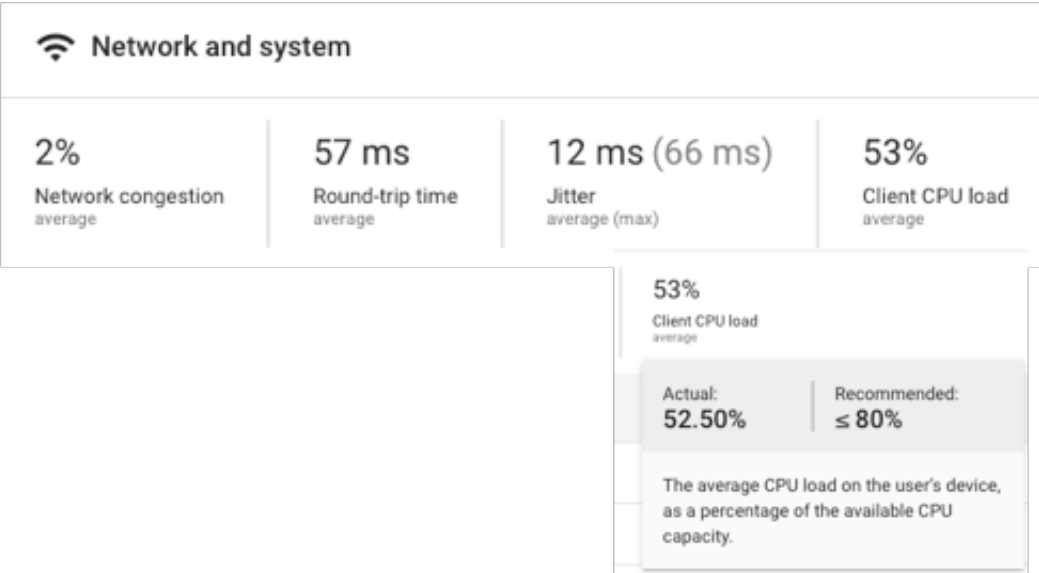 Network and system
2% 57 ms 12 ms (66 ms) 53%
Network congestion Round-trip time Jitter Client CPU load
average average average (max) average
53%
Client CPU load
average
Actual: Recommended:
52.50% ≤ 80%
The average CPU load on the user's device,
as a percentage of the available CPU
capacity.